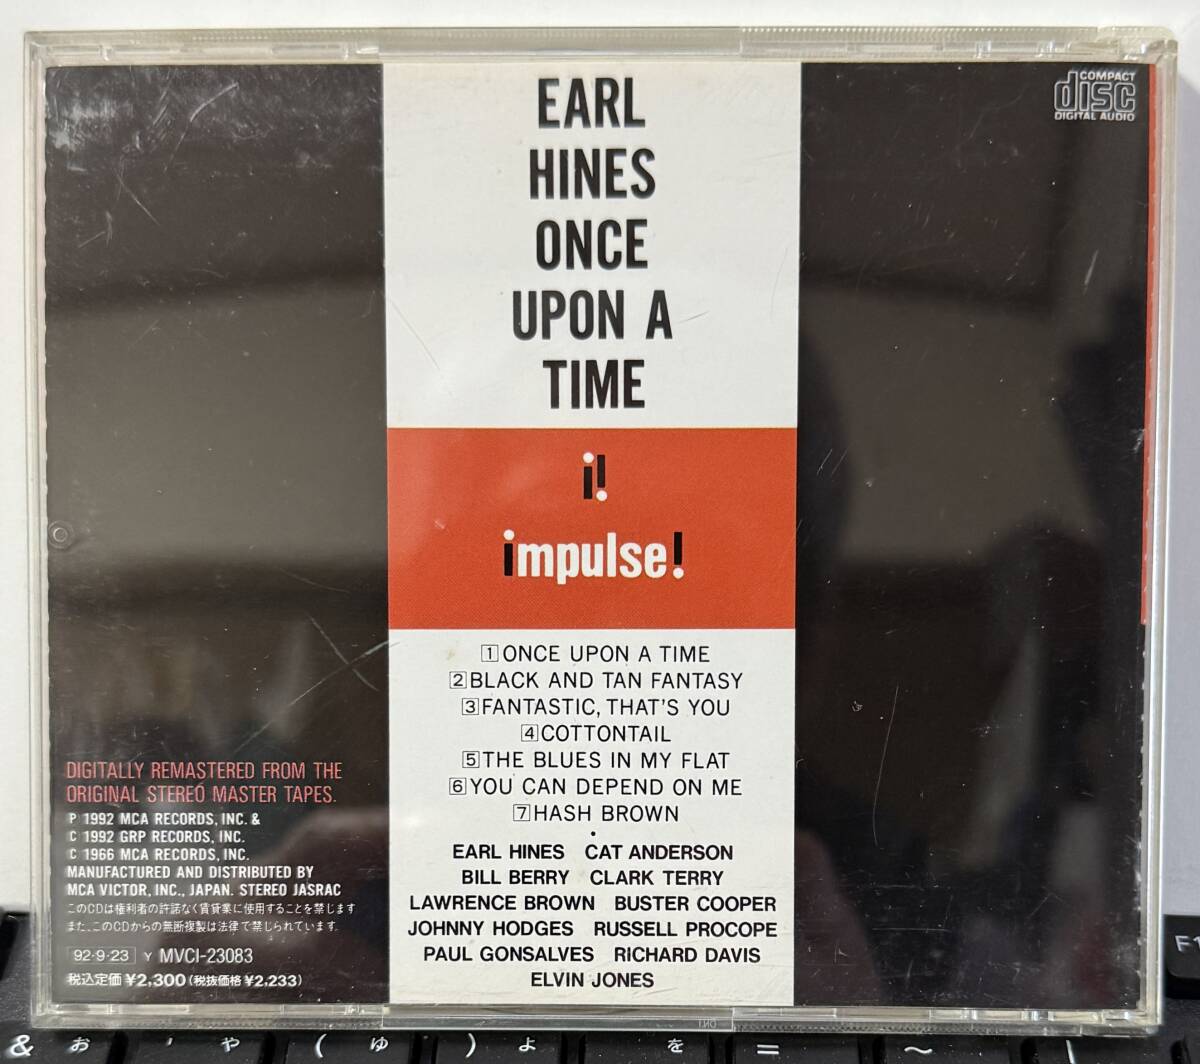 EARL
HINES
ONCE
UPON A
TIME
COMPACT
disc
DIGITAL AUDIO
i!
impulse!
1 ONCE UPON A TIME
2 BLACK AND TAN FANTASY
3 FANTASTIC, THAT'S YOU
4 COTTONTAIL
5 THE BLUES IN MY FLAT
6 YOU CAN DEPEND ON ME
7 HASH BROWN
EARL HINES CAT ANDERSON
BILL BERRY CLARK TERRY
LAWRENCE BROWN BUSTER COOPER
JOHNNY HODGES RUSSELL PROCOPE
PAUL GONSALVES RICHARD DAVIS
ELVIN JONES
DIGITALLY REMASTERED FROM THE
ORIGINAL STEREO MASTER TAPES.
P 1992 MCA RECORDS, INC. &
C 1992 GRP RECORDS, INC.
C 1966 MCA RECORDS, INC.
MANUFACTURED AND DISTRIBUTED BY
MCA VICTOR, INC., JAPAN. STEREO JASRAC
このCDは権利者の許諾なく賃貸業に使用することを禁じます
また、このCDからの無断複製は法律で禁じられています.
92・9・23 Y MVCI-23083
税込定価¥2,300(税抜価格¥2,233)
F1
& お ' や ( ゅ ) ょ を = ~